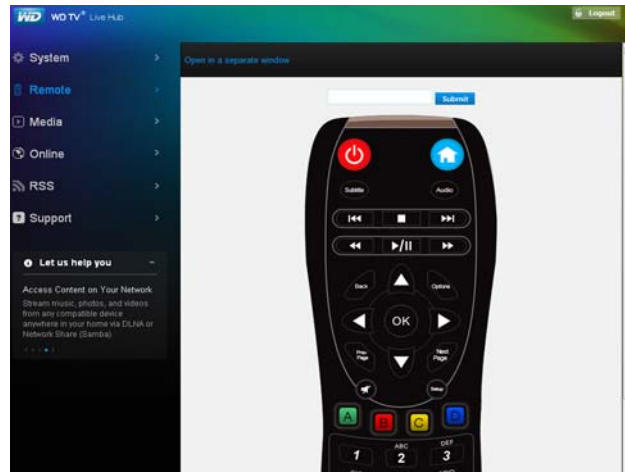 WD WD TV® Live Hub
Logout
System
Remote
Media
Online
RSS
Support
Let us help you
Access Content on Your Network
Stream music, photos, and videos
from any compatible device
anywhere in your home via DLNA or
Network Share (Samba).
Open in a separate window
Submit
Subtitle
Audio
Back
Options
OK
Prev Page
Next Page
Setup
A
B
C
D
1
ABC
2
DEF
3